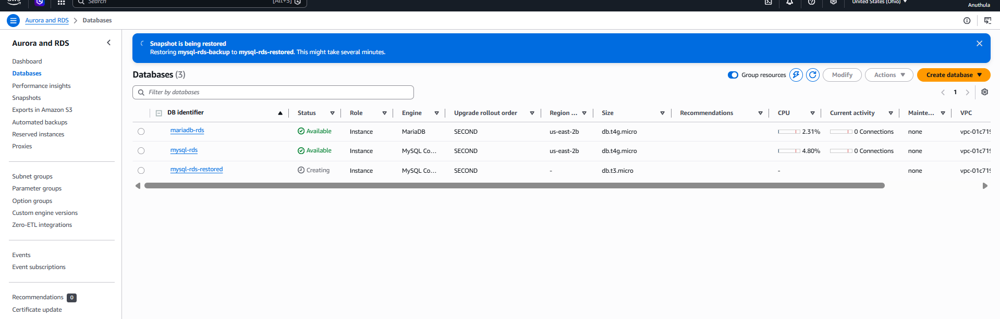 aws
Search
[Alt+S]
United States (Ohio)
Anuthula
Aurora and RDS > Databases
Aurora and RDS
Dashboard
Databases
Performance insights
Snapshots
Exports in Amazon S3
Automated backups
Reserved instances
Proxies
Subnet groups
Parameter groups
Option groups
Custom engine versions
Zero-ETL integrations
Events
Event subscriptions
Recommendations 0
Certificate update
Snapshot is being restored
Restoring mysql-rds-backup to mysql-rds-restored. This might take several minutes.
Databases (3)
Group resources
Modify
Actions
Create database
Filter by databases
1
DB identifier Status Role Engine Upgrade rollout order Region ... Size Recommendations CPU Current activity Mainte... VPC
mariadb-rds Available Instance MariaDB SECOND us-east-2b db.t4g.micro 2.31% 0 Connections none vpc-01c719
mysql-rds Available Instance MySQL Co... SECOND us-east-2b db.t4g.micro 4.80% 0 Connections none vpc-01c719
mysql-rds-restored Creating Instance MySQL Co... SECOND - db.t3.micro - none vpc-01c719